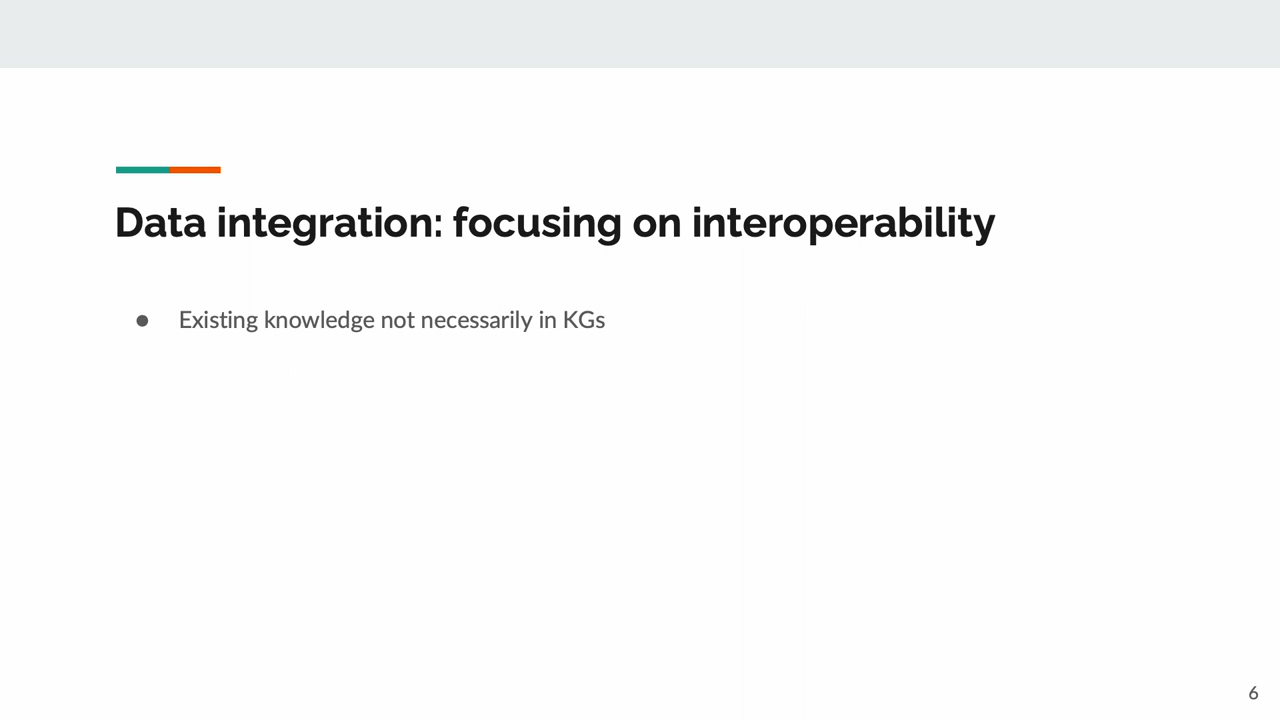 Data integration: focusing on interoperability
● Existing knowledge not necessarily in KGs
6